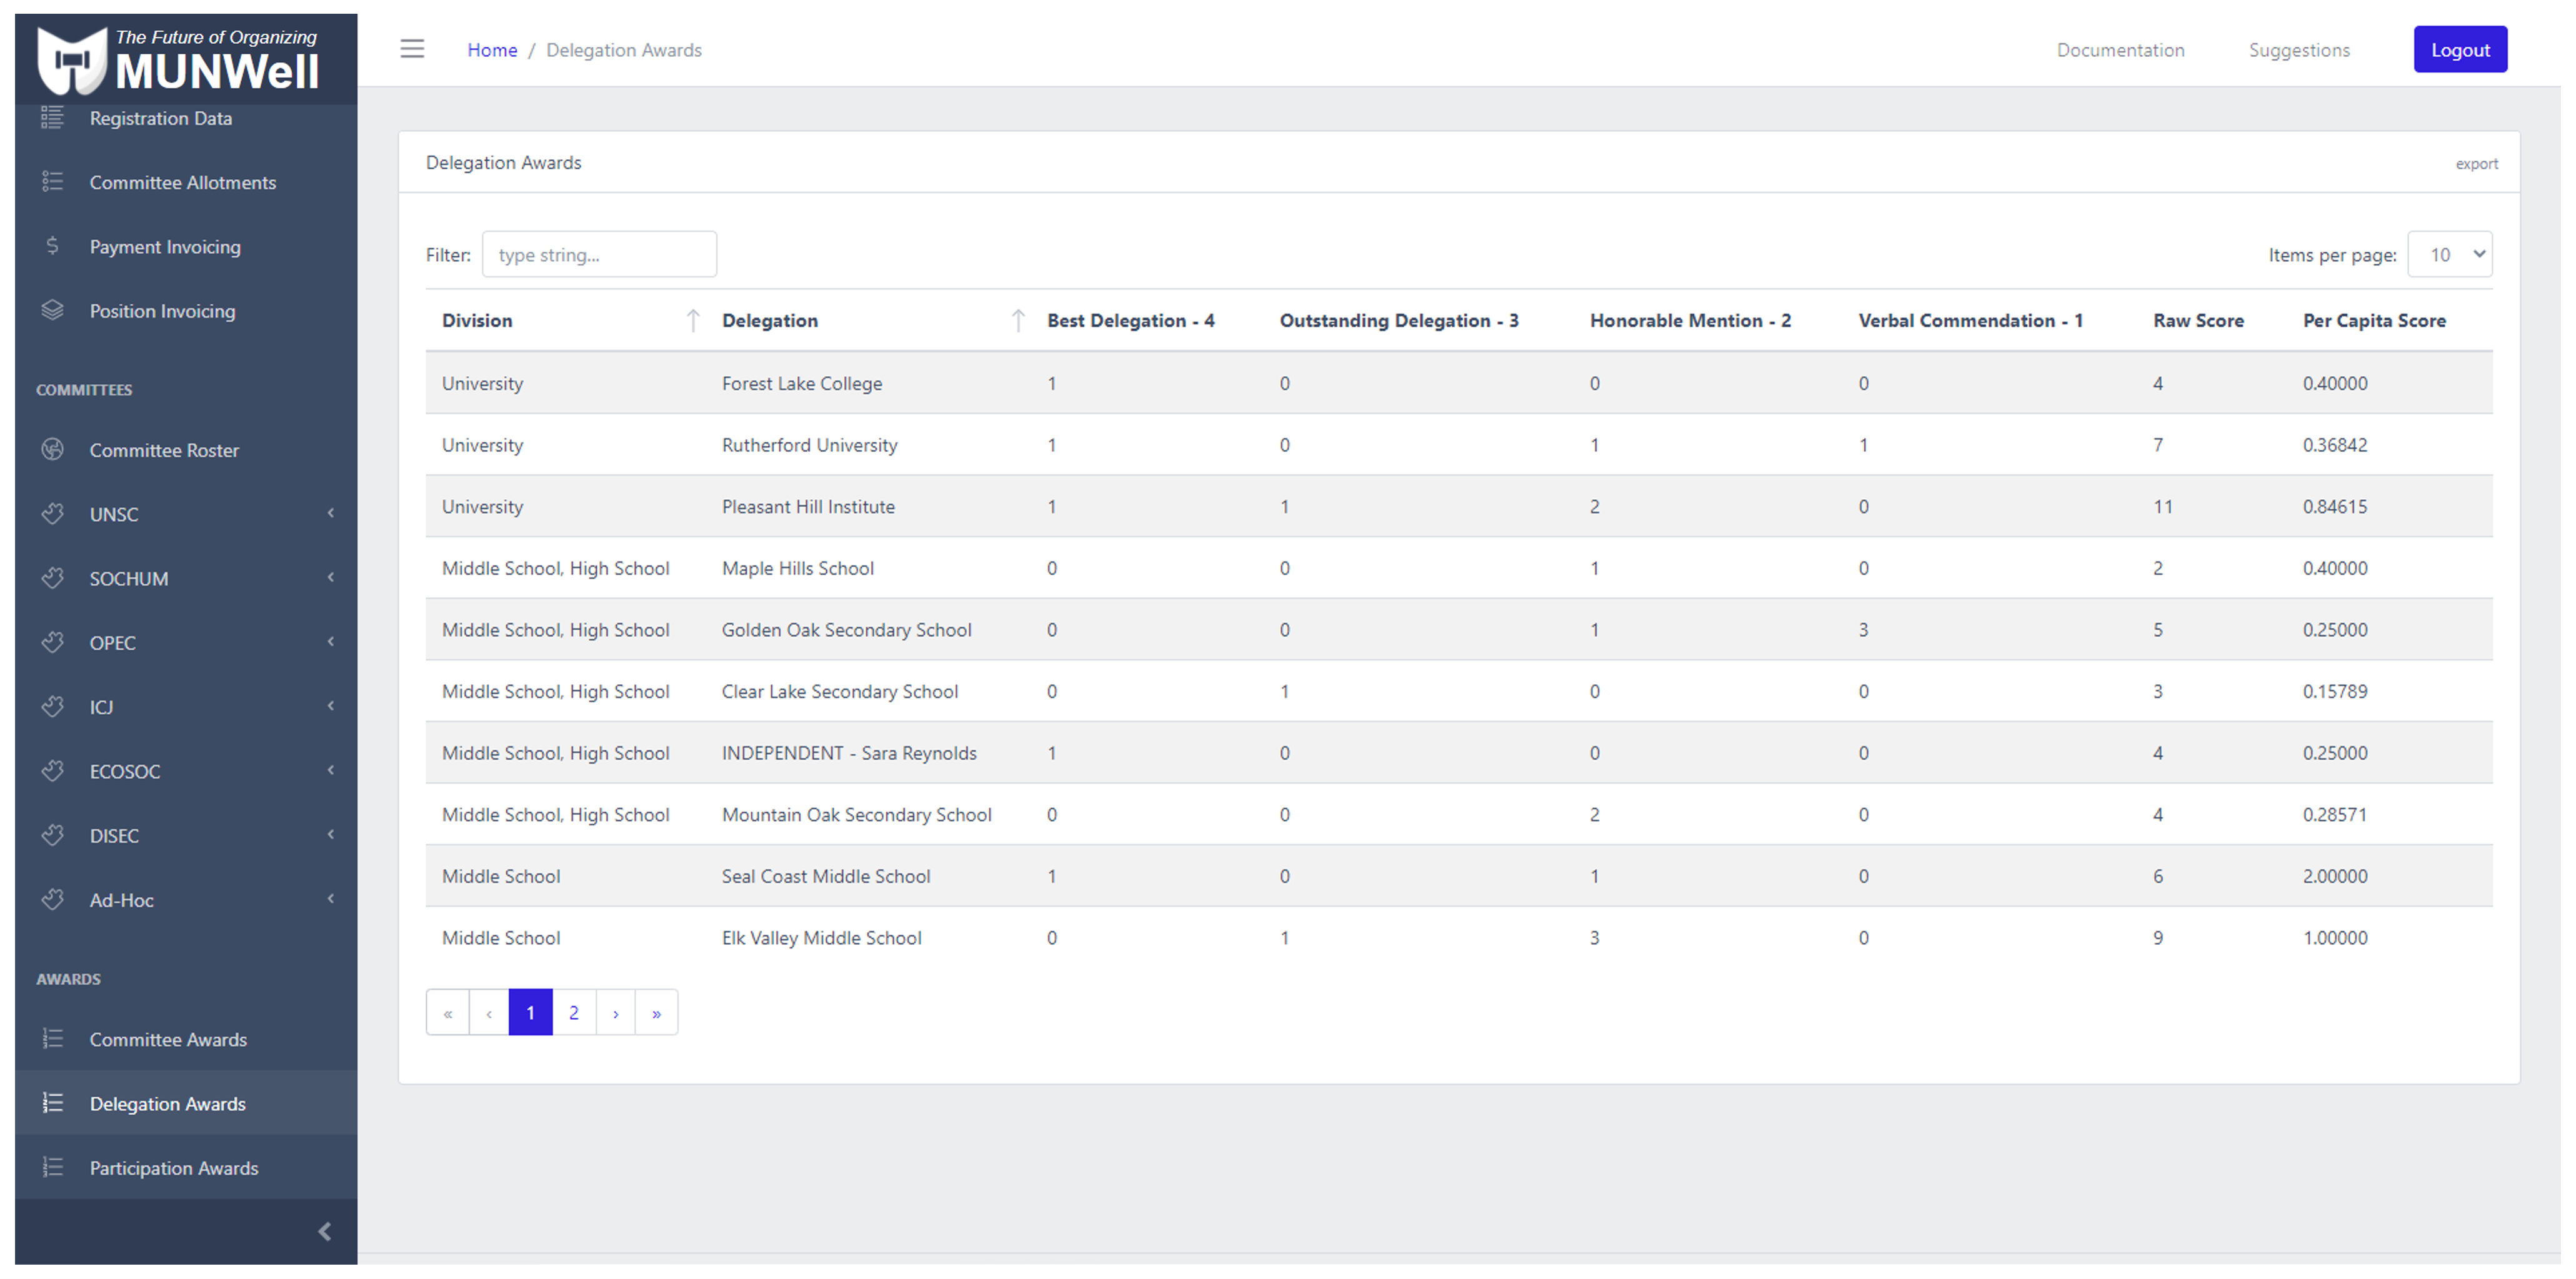 The Future of Organizing
MUNWell
Registration Data
Committee Allotments
Payment Invoicing
Position Invoicing
COMMITTEES
Committee Roster
UNSC
SOCHUM
OPEC
ICJ
ECOSOC
DISEC
Ad-Hoc
AWARDS
Committee Awards
Delegation Awards
Participation Awards
Home / Delegation Awards
Documentation Suggestions Logout
Delegation Awards export
Filter: type string... Items per page: 10
Division Delegation Best Delegation - 4 Outstanding Delegation - 3 Honorable Mention - 2 Verbal Commendation - 1 Raw Score Per Capita Score
University Forest Lake College 1 0 0 0 4 0.40000
University Rutherford University 1 0 1 1 7 0.36842
University Pleasant Hill Institute 1 1 2 0 11 0.84615
Middle School, High School Maple Hills School 0 0 1 0 2 0.40000
Middle School, High School Golden Oak Secondary School 0 0 1 3 5 0.25000
Middle School, High School Clear Lake Secondary School 0 1 0 0 3 0.15789
Middle School, High School INDEPENDENT - Sara Reynolds 1 0 0 0 4 0.25000
Middle School, High School Mountain Oak Secondary School 0 0 2 0 4 0.28571
Middle School Seal Coast Middle School 1 0 1 0 6 2.00000
Middle School Elk Valley Middle School 0 1 3 0 9 1.00000
« ‹ 1 2 › »